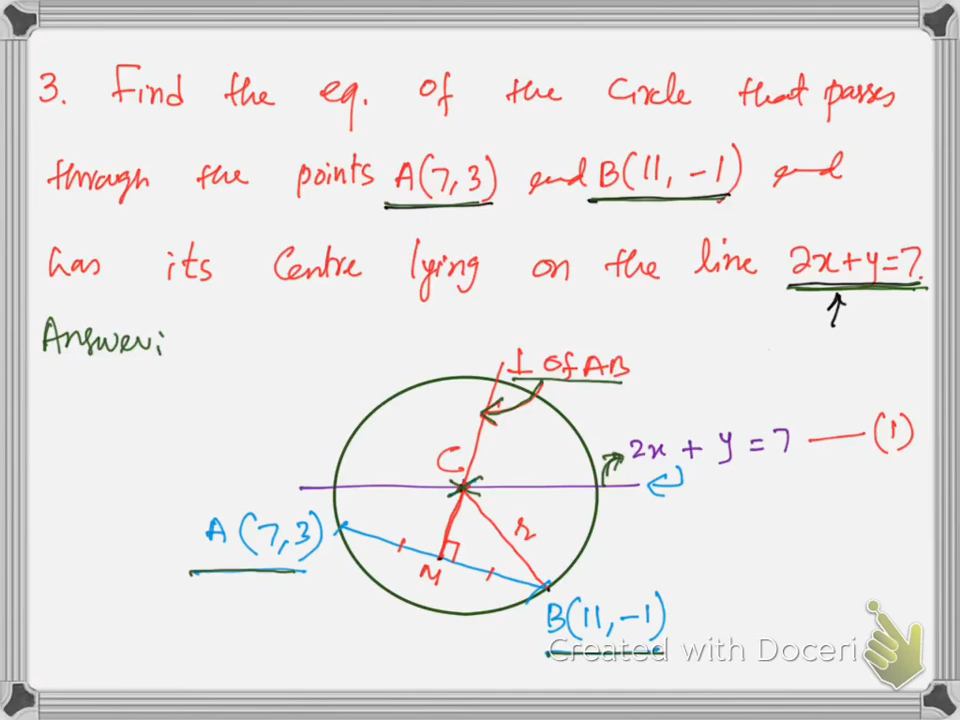 3. Find the eq. of the Circle that passes
through the points A(7,3) and B(11, -1) and
has its Centre lying on the line 2x+y=7.
Answer:
⊥ of AB
2x + y = 7 — (1)
C
A (7,3)
r
M
B(11,-1)
Created with Doceri